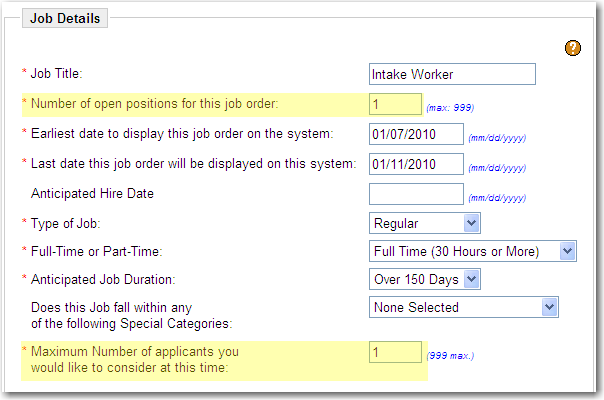 Job Details
?
* Job Title: Intake Worker
* Number of open positions for this job order: 1 (max: 999)
* Earliest date to display this job order on the system: 01/07/2010 (mm/dd/yyyy)
* Last date this job order will be displayed on this system: 01/11/2010 (mm/dd/yyyy)
Anticipated Hire Date (mm/dd/yyyy)
* Type of Job: Regular
* Full-Time or Part-Time: Full Time (30 Hours or More)
* Anticipated Job Duration: Over 150 Days
Does this Job fall within any None Selected
of the following Special Categories:
* Maximum Number of applicants you 1 (999 max.)
would like to consider at this time: